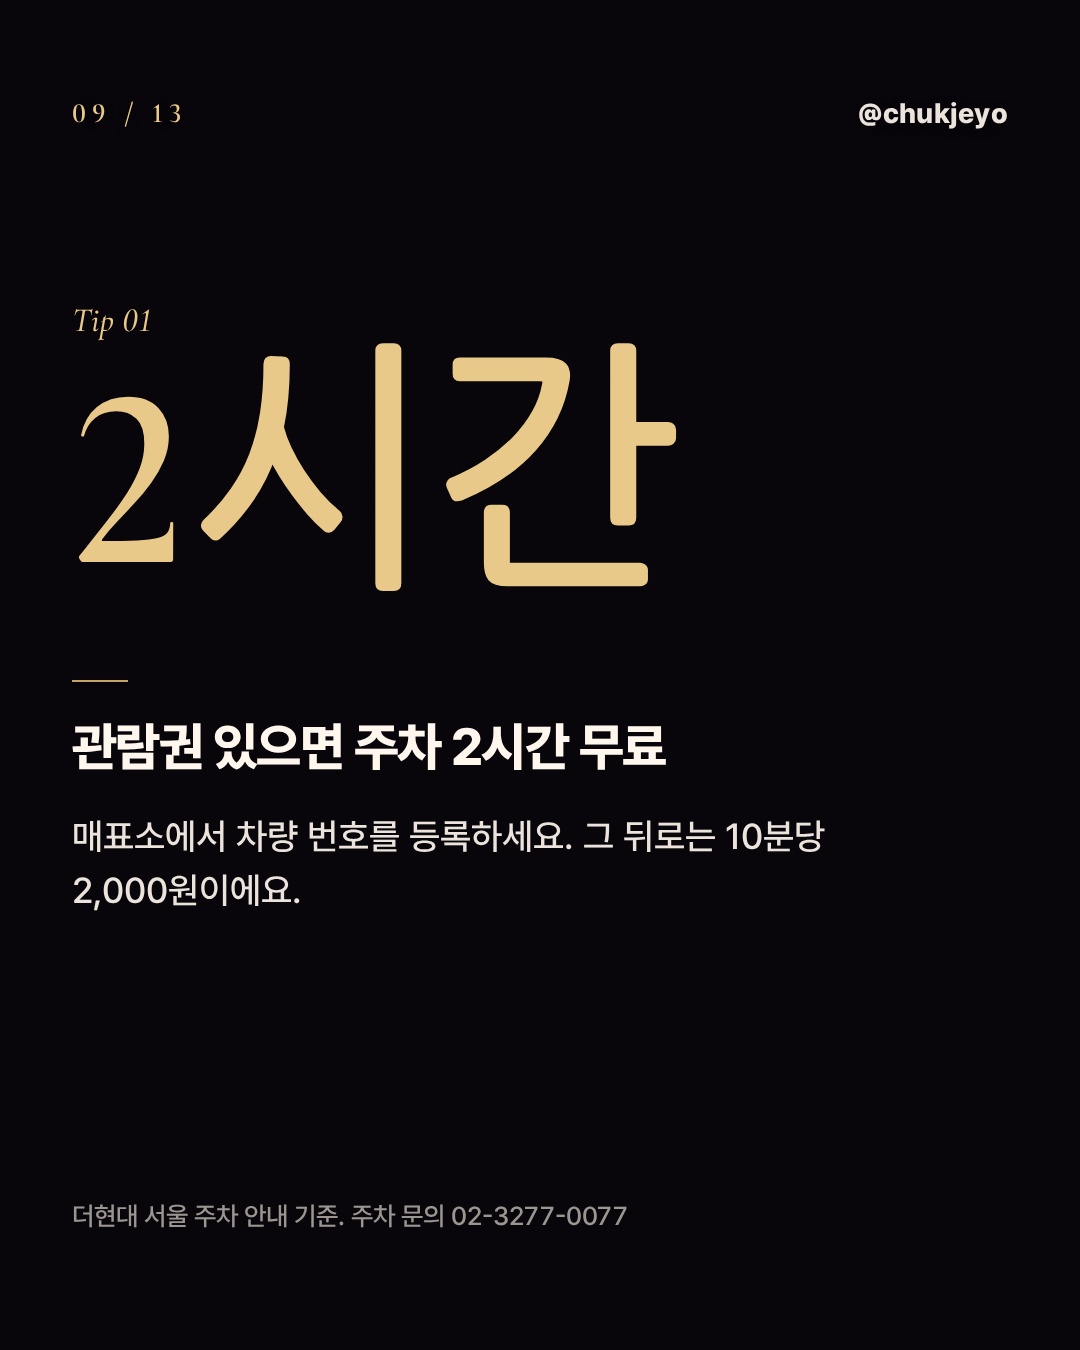 09 / 13
@chukjeyo
Tip 01
2시간
관람권 있으면 주차 2시간 무료
매표소에서 차량 번호를 등록하세요. 그 뒤로는 10분당
2,000원이에요.
더현대 서울 주차 안내 기준. 주차 문의 02-3277-0077